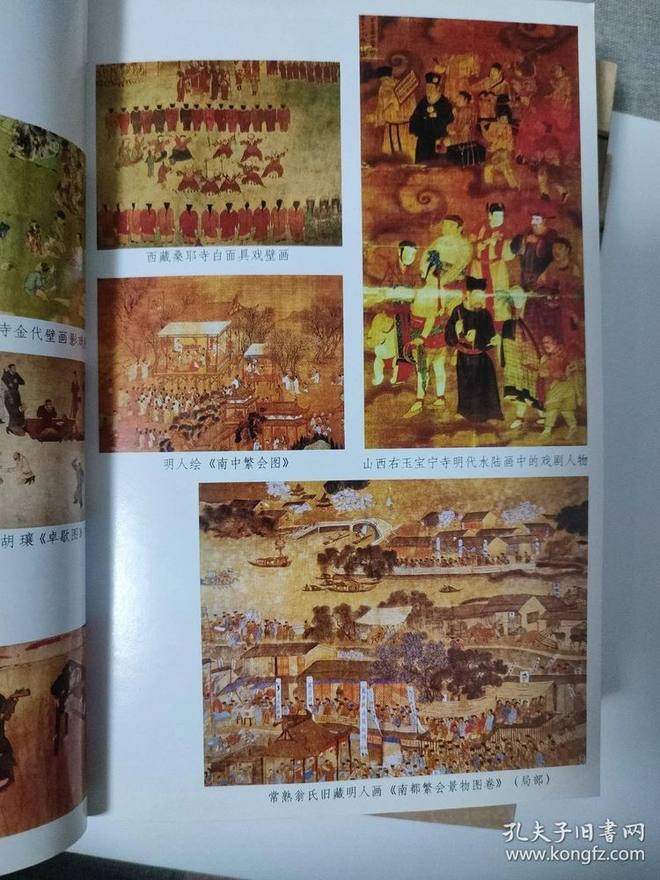 西藏桑耶寺白面具戏壁画
寺金代壁画影戏
明人绘《南中繁会图》
山西右玉宝宁寺明代水陆画中的戏剧人物
胡瓌《卓歇图》
常熟翁氏旧藏明人画《南都繁会景物图卷》(局部)
孔夫子旧书网
www.kongfz.com